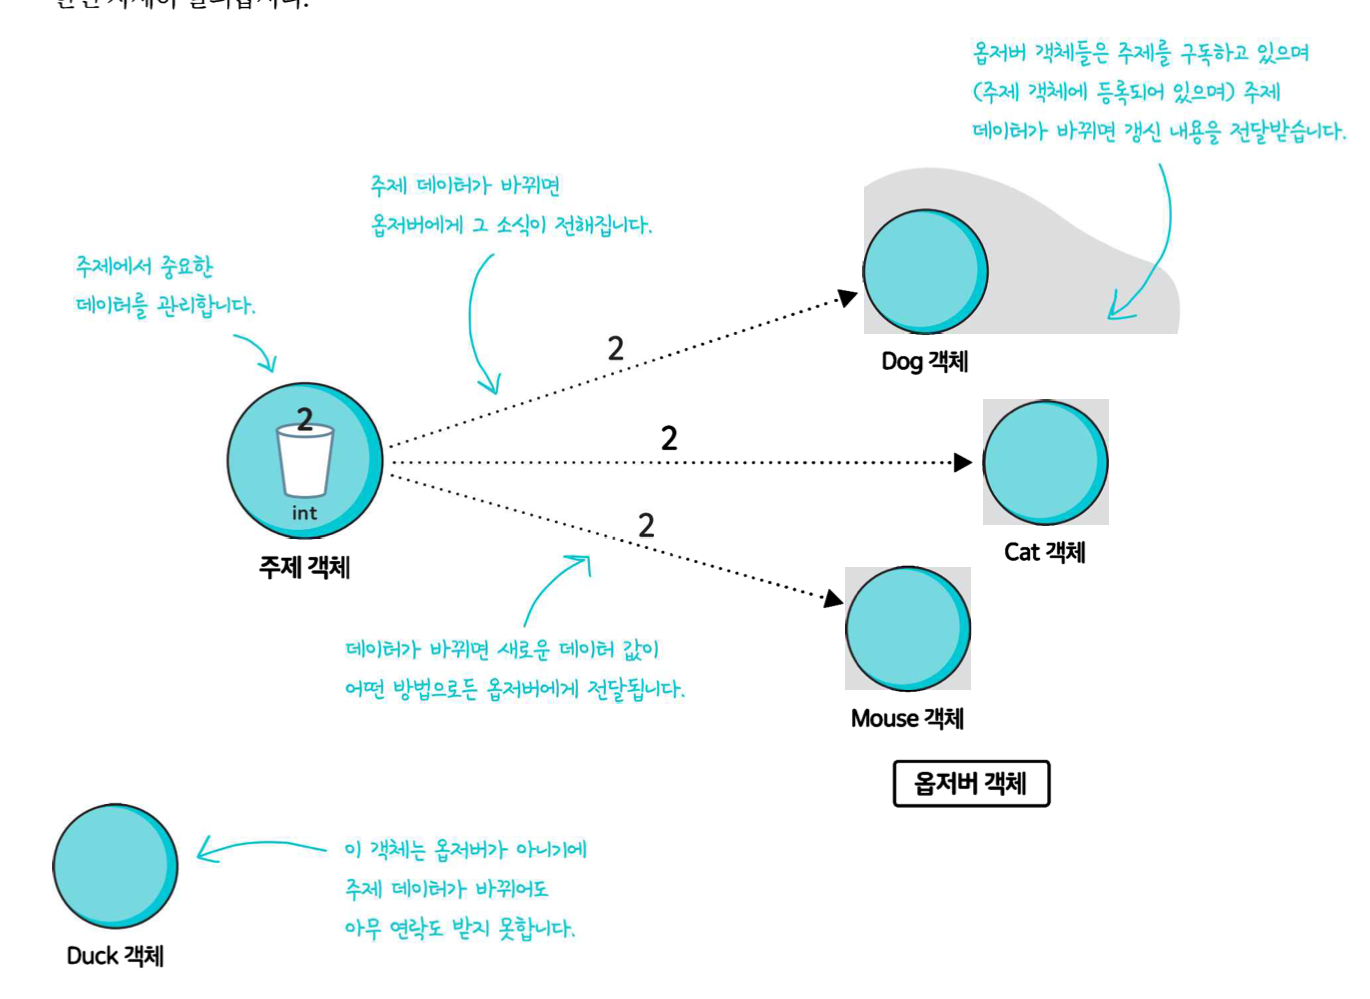 옵저버 객체들은 주제를 구독하고 있으며
(주제 객체에 등록되어 있으며) 주제
데이터가 바뀌면 갱신 내용을 전달받습니다.
주제 데이터가 바뀌면
옵저버에게 그 소식이 전해집니다.
주제에서 중요한
데이터를 관리합니다.
2
Dog 객체
2
int
주제 객체
2
Cat 객체
2
데이터가 바뀌면 새로운 데이터 값이
어떤 방법으로든 옵저버에게 전달됩니다.
Mouse 객체
옵저버 객체
이 객체는 옵저버가 아니기에
주제 데이터가 바뀌어도
아무 연락도 받지 못합니다.
Duck 객체